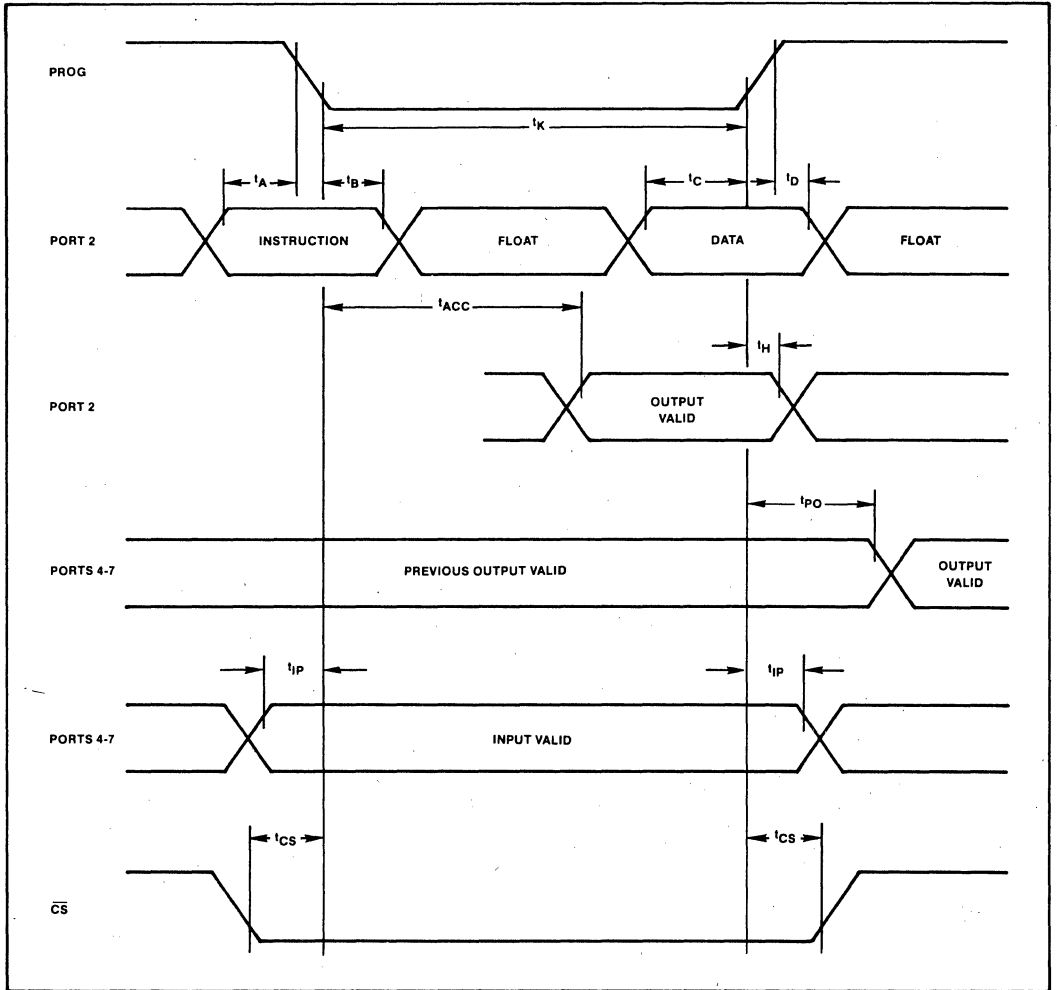 PROG
tK
tA
tB
tC
tD
PORT 2
INSTRUCTION
FLOAT
DATA
FLOAT
tACC
tH
PORT 2
OUTPUT
VALID
tPO
PORTS 4-7
PREVIOUS OUTPUT VALID
OUTPUT
VALID
tIP
tIP
PORTS 4-7
INPUT VALID
tCS
tCS
C̅S̅